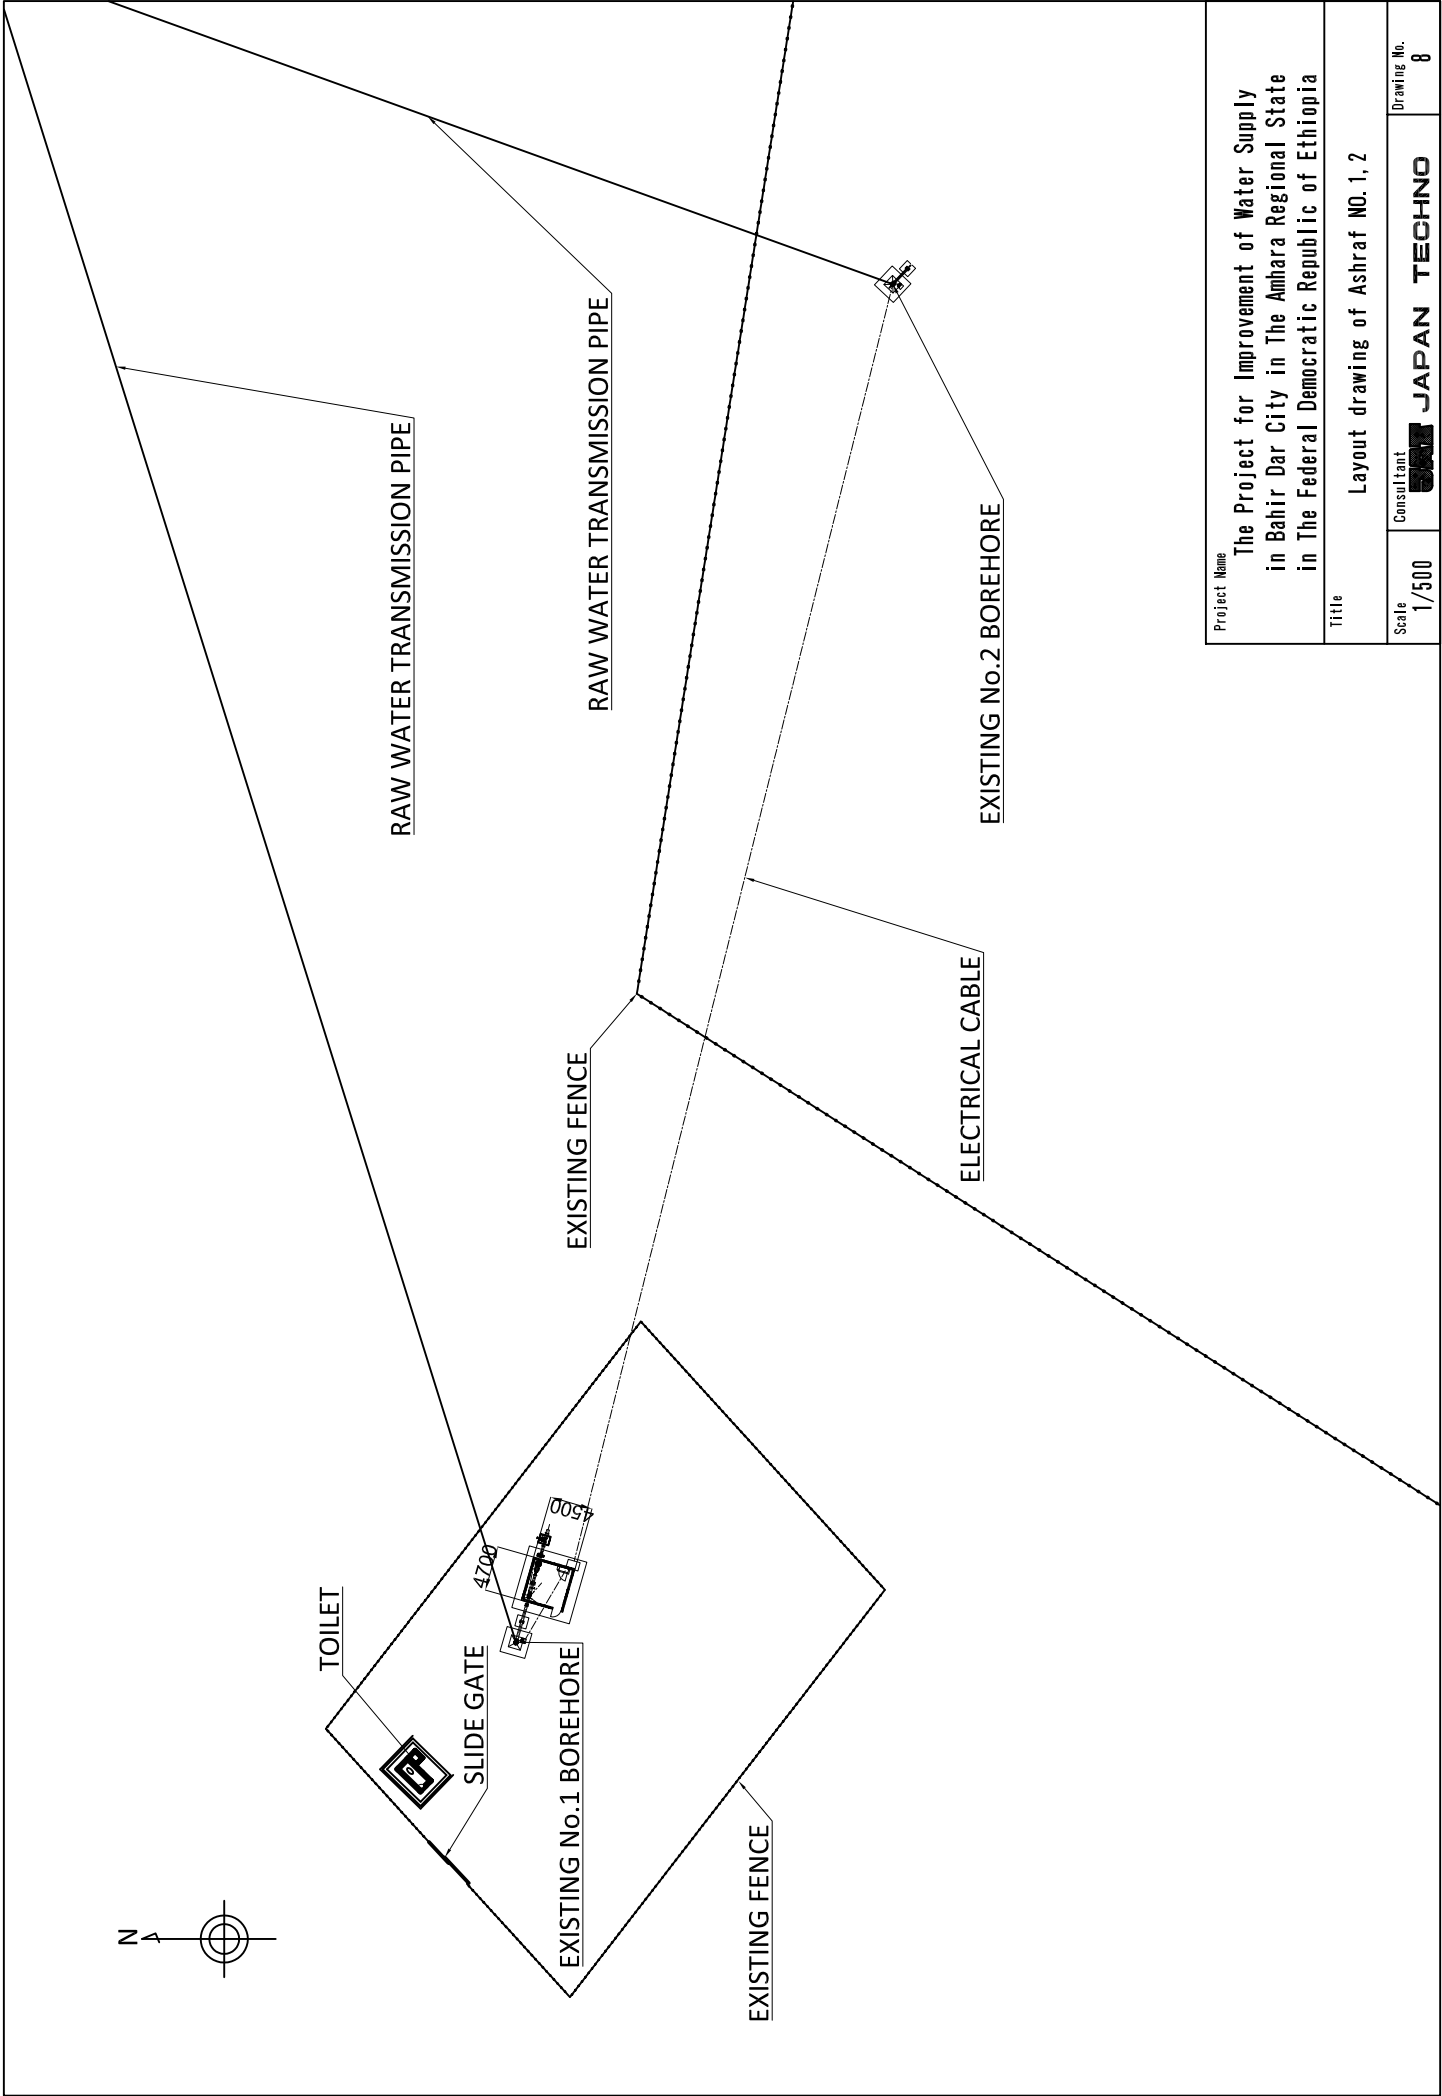 N
TOILET
SLIDE GATE
EXISTING No.1 BOREHORE
EXISTING FENCE
4700
4500
EXISTING FENCE
ELECTRICAL CABLE
RAW WATER TRANSMISSION PIPE
RAW WATER TRANSMISSION PIPE
EXISTING No.2 BOREHORE
Project Name
The Project for Improvement of Water Supply
in Bahir Dar City in The Amhara Regional State
in The Federal Democratic Republic of Ethiopia
Title
Layout drawing of Ashraf NO.1,2
Scale
1/500
Consultant
JAPAN TECHNO
Drawing No.
8